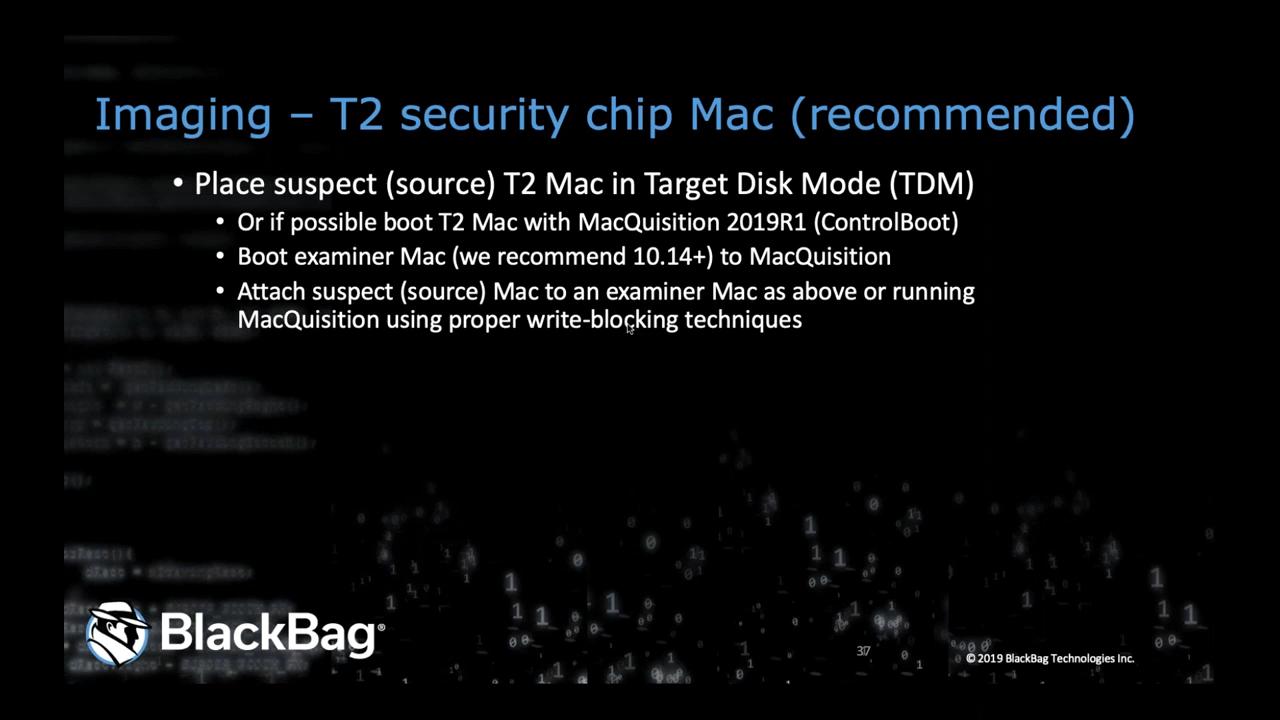 Imaging – T2 security chip Mac (recommended)
• Place suspect (source) T2 Mac in Target Disk Mode (TDM)
• Or if possible boot T2 Mac with MacQuisition 2019R1 (ControlBoot)
• Boot examiner Mac (we recommend 10.14+) to MacQuisition
• Attach suspect (source) Mac to an examiner Mac as above or running
MacQuisition using proper write-blocking techniques
BlackBag®
37
© 2019 BlackBag Technologies Inc.